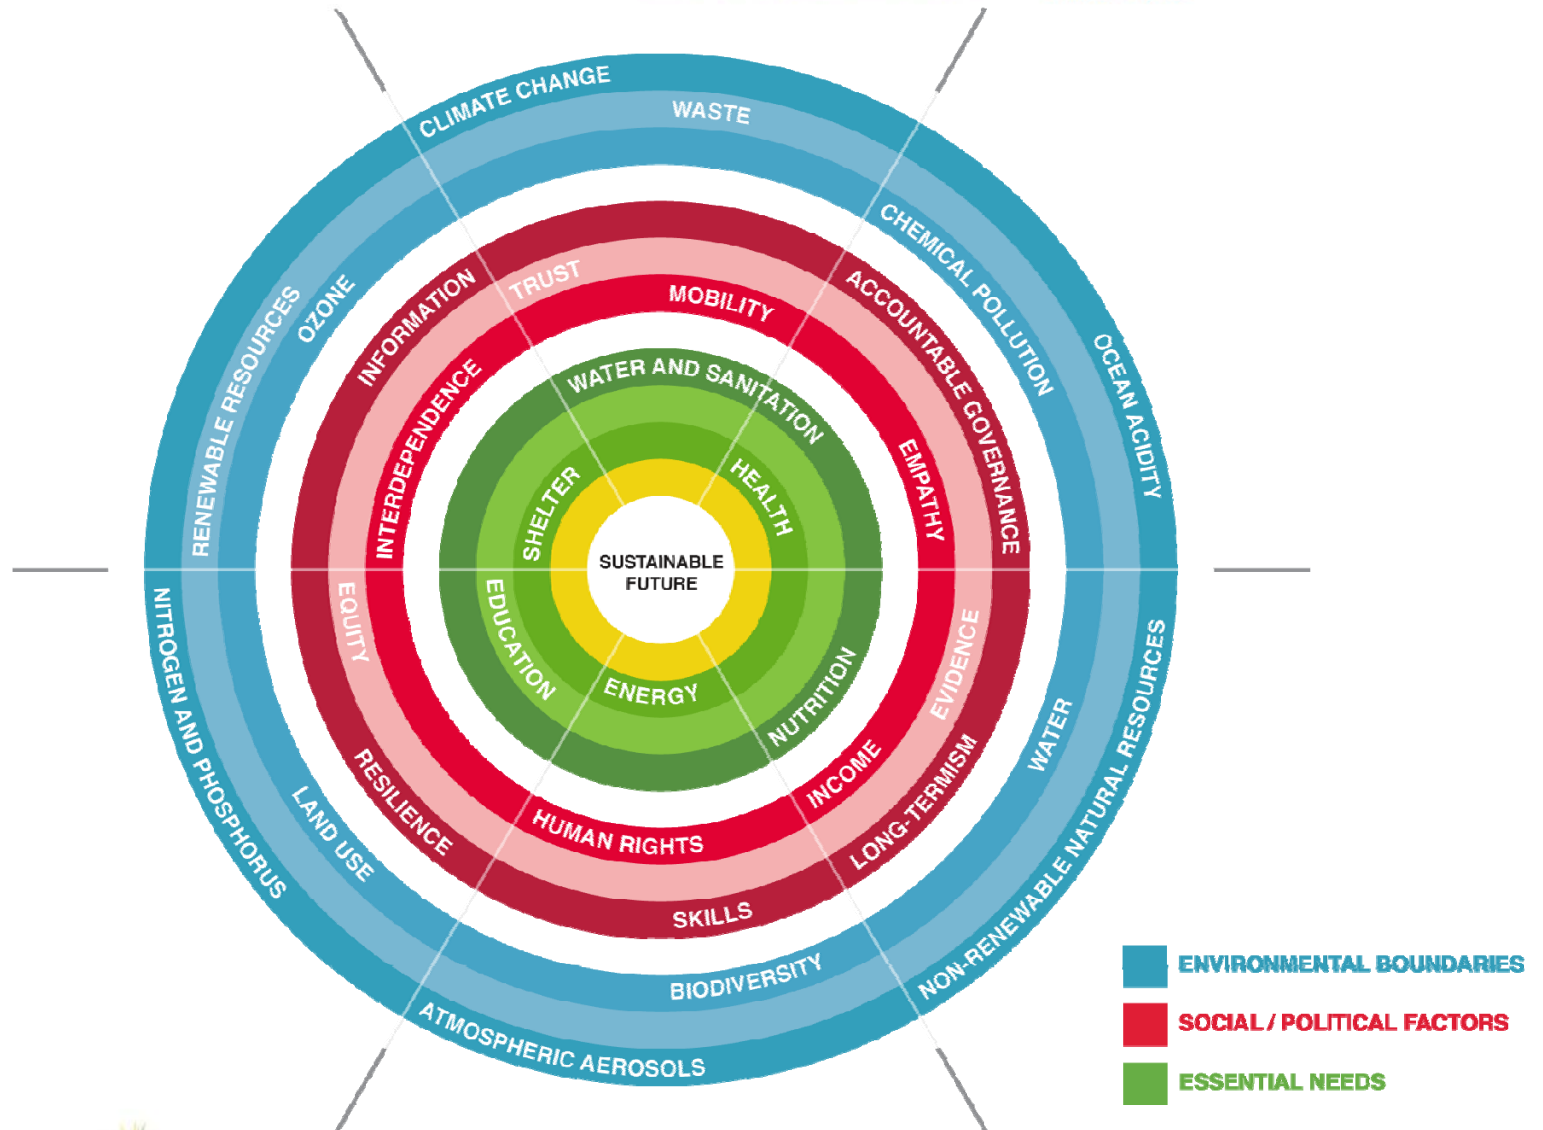 CLIMATE CHANGE
WASTE
CHEMICAL POLLUTION
OCEAN ACIDITY
RENEWABLE RESOURCES
OZONE
INFORMATION
TRUST
MOBILITY
ACCOUNTABLE GOVERNANCE
INTERDEPENDENCE
EMPATHY
WATER AND SANITATION
SHELTER
HEALTH
SUSTAINABLE
FUTURE
EDUCATION
ENERGY
NUTRITION
EQUITY
EVIDENCE
INCOME
HUMAN RIGHTS
RESILIENCE
LONG-TERMISM
SKILLS
NITROGEN AND PHOSPHORUS
LAND USE
WATER
NON-RENEWABLE NATURAL RESOURCES
BIODIVERSITY
ATMOSPHERIC AEROSOLS
ENVIRONMENTAL BOUNDARIES
SOCIAL / POLITICAL FACTORS
ESSENTIAL NEEDS